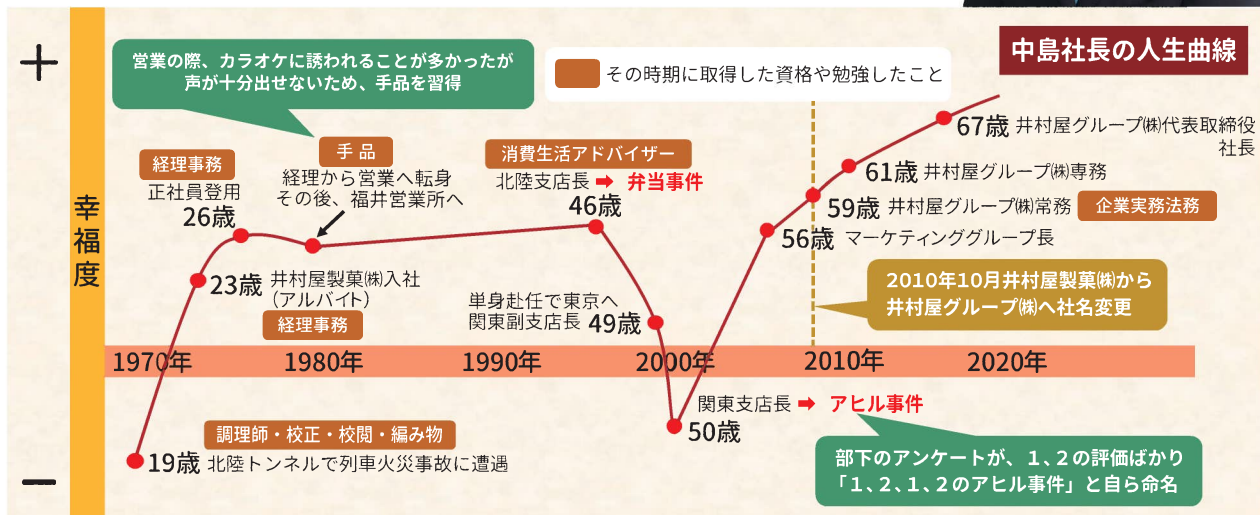 中島社長の人生曲線
+
幸福度
−
営業の際、カラオケに誘われることが多かったが
声が十分出せないため、手品を習得
その時期に取得した資格や勉強したこと
経理事務
正社員登用
26歳
手品
経理から営業へ転身
その後、福井営業所へ
消費生活アドバイザー
北陸支店長➡弁当事件
46歳
67歳 井村屋グループ㈱代表取締役
社長
61歳 井村屋グループ㈱専務
59歳 井村屋グループ㈱常務 企業実務法務
56歳 マーケティンググループ長
23歳 井村屋製菓㈱入社
（アルバイト）
経理事務
単身赴任で東京へ
関東副支店長 49歳
2010年10月井村屋製菓㈱から
井村屋グループ㈱へ社名変更
1970年 1980年 1990年 2000年 2010年 2020年
関東支店長➡アヒル事件
50歳
調理師・校正・校閲・編み物
19歳 北陸トンネルで列車火災事故に遭遇
部下のアンケートが、1、2の評価ばかり
「1、2、1、2のアヒル事件」と自ら命名